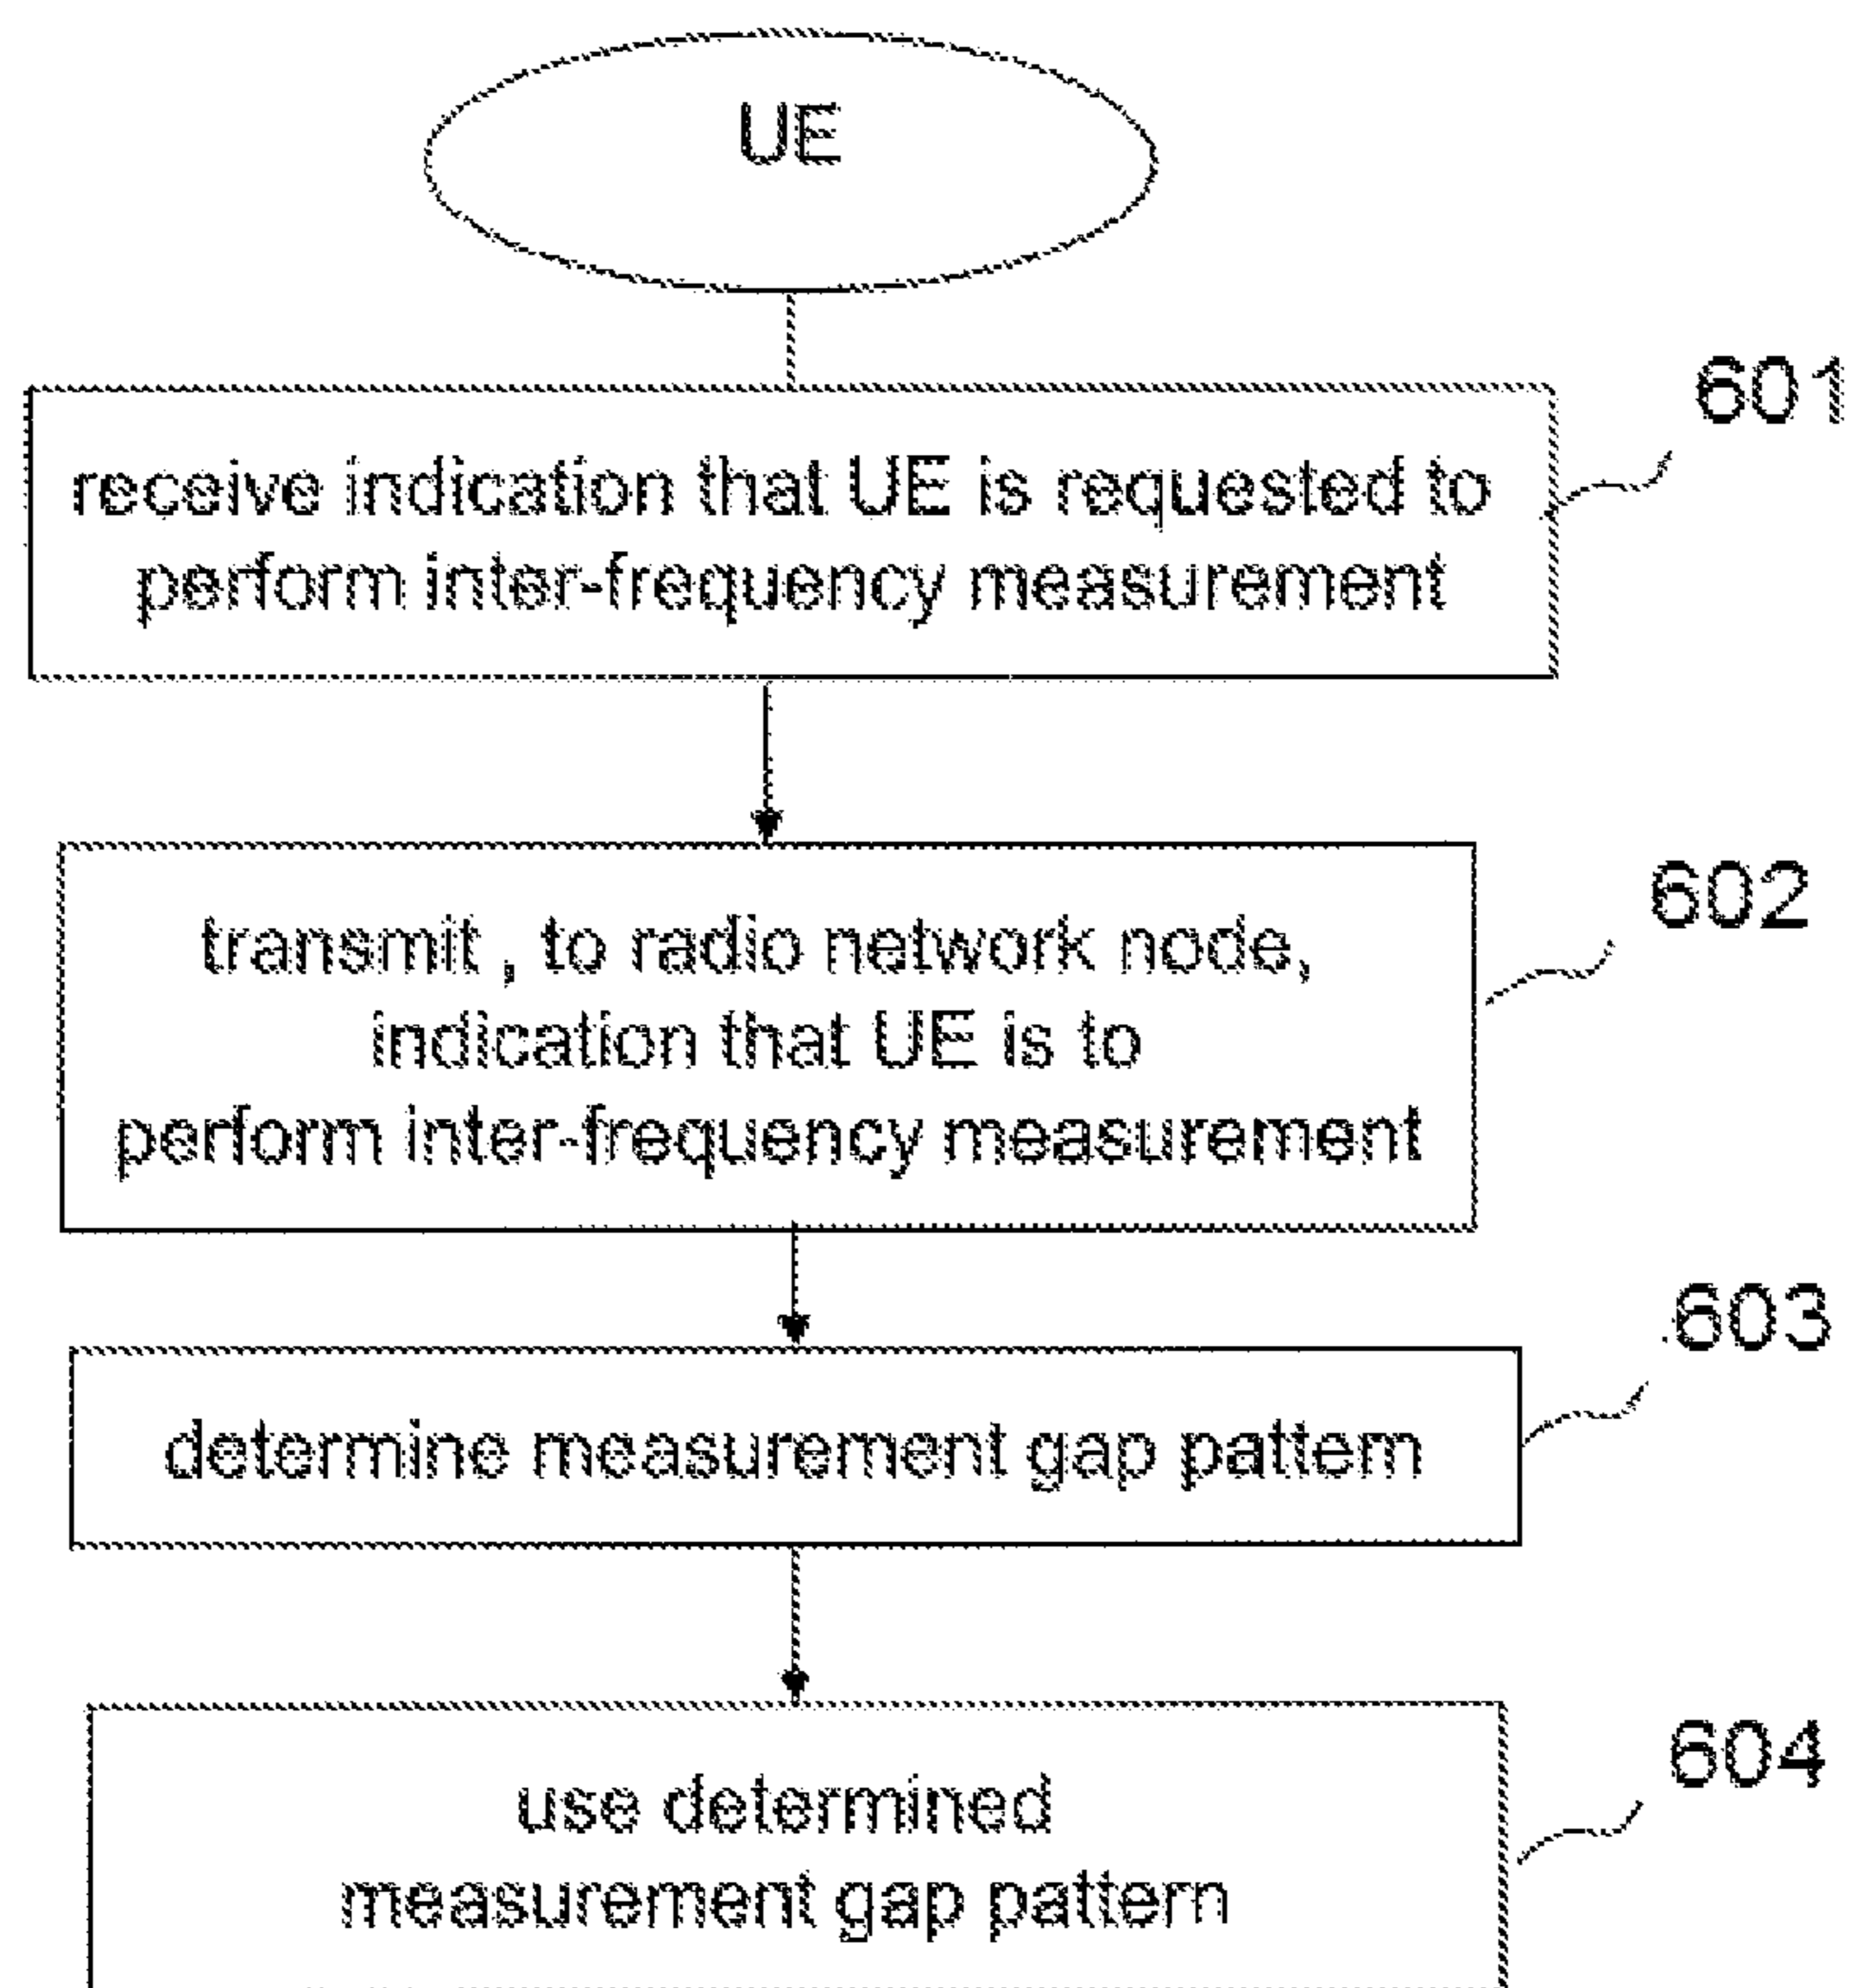 UE
601
receive indication that UE is requested to
perform inter-frequency measurement
602
transmit , to radio network node,
indication that UE is to
perform inter-frequency measurement
603
determine measurement gap pattern
604
use determined
measurement gap pattern